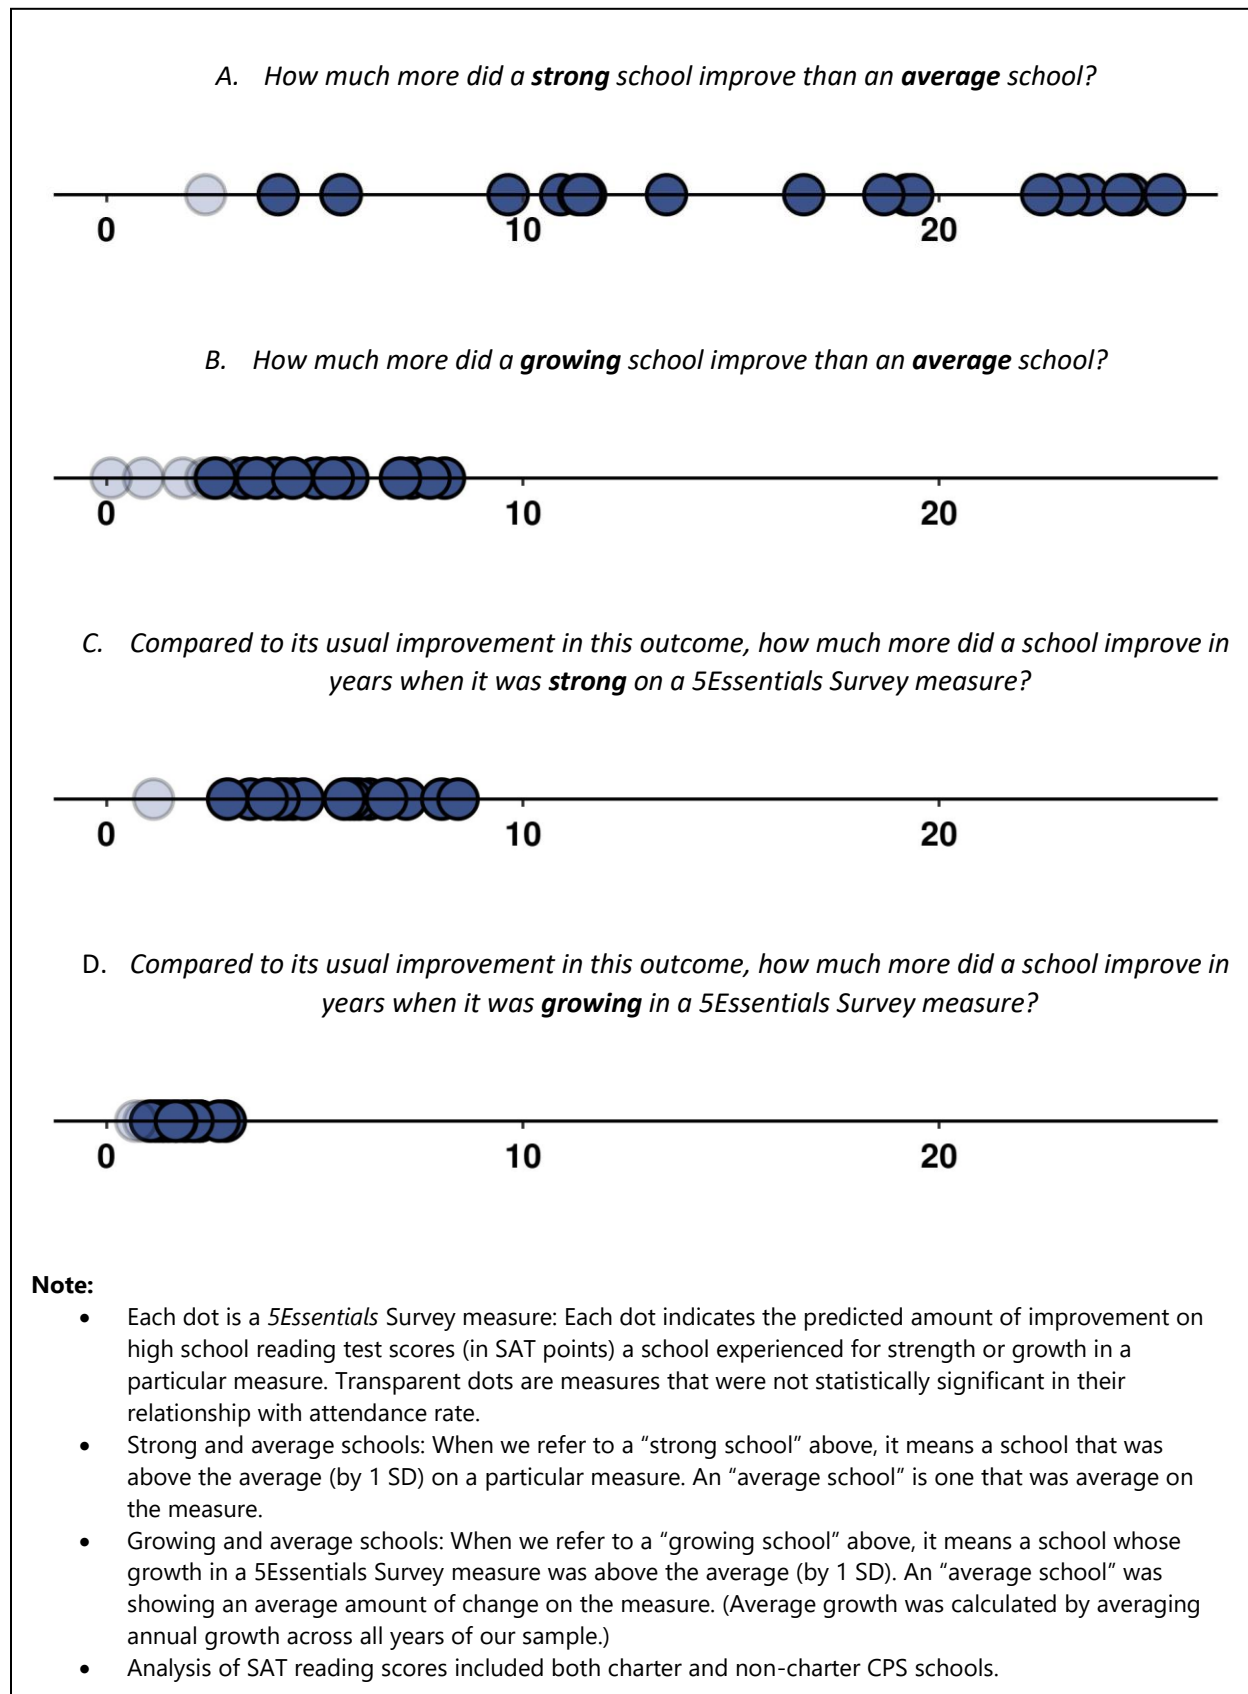 A. How much more did a strong school improve than an average school?
0 10 20
B. How much more did a growing school improve than an average school?
0 10 20
C. Compared to its usual improvement in this outcome, how much more did a school improve in
years when it was strong on a 5Essentials Survey measure?
0 10 20
D. Compared to its usual improvement in this outcome, how much more did a school improve in
years when it was growing in a 5Essentials Survey measure?
0 10 20
Note:
• Each dot is a 5Essentials Survey measure: Each dot indicates the predicted amount of improvement on
high school reading test scores (in SAT points) a school experienced for strength or growth in a
particular measure. Transparent dots are measures that were not statistically significant in their
relationship with attendance rate.
• Strong and average schools: When we refer to a “strong school” above, it means a school that was
above the average (by 1 SD) on a particular measure. An “average school” is one that was average on
the measure.
• Growing and average schools: When we refer to a “growing school” above, it means a school whose
growth in a 5Essentials Survey measure was above the average (by 1 SD). An “average school” was
showing an average amount of change on the measure. (Average growth was calculated by averaging
annual growth across all years of our sample.)
• Analysis of SAT reading scores included both charter and non-charter CPS schools.